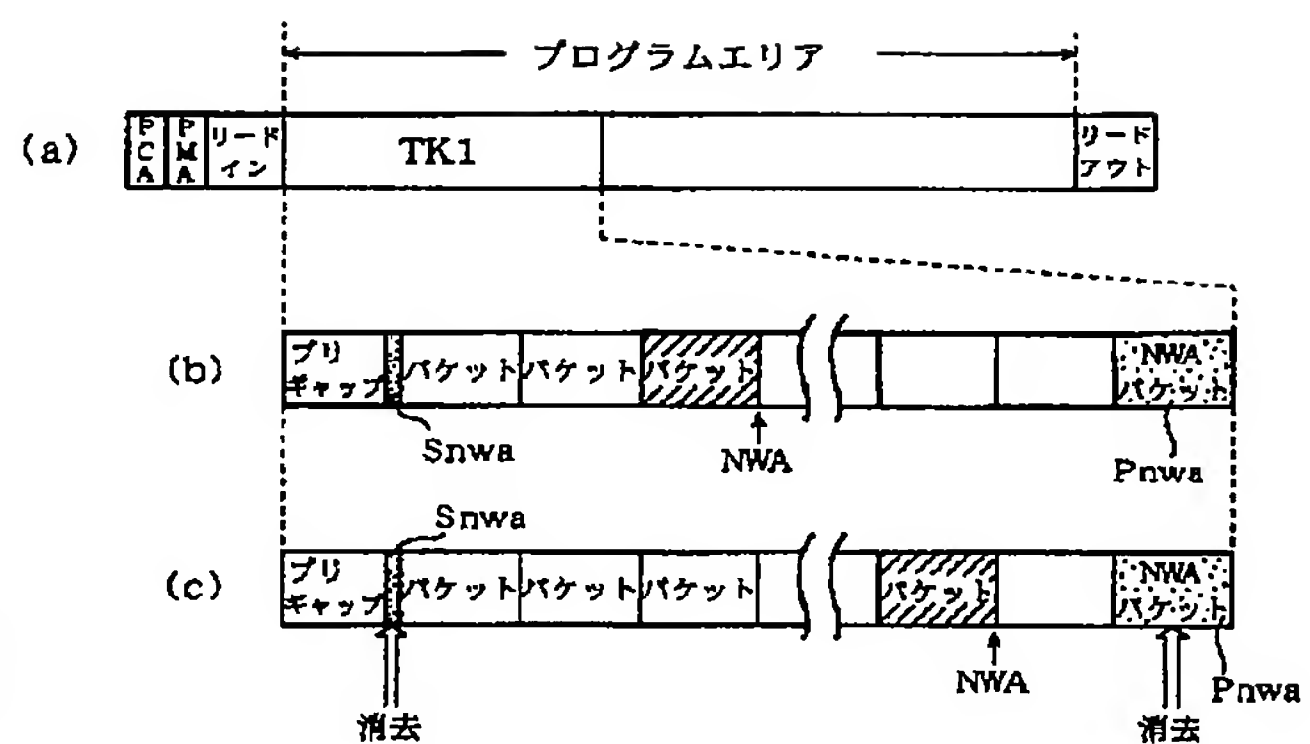 プログラムエリア
(a)
PCA
PMA
リード
イン
TK1
リード
アウト
(b)
プリ
ギャップ
パケット
パケット
パケット
NWA
パケット
Snwa
NWA
Pnwa
Snwa
(c)
プリ
ギャップ
パケット
パケット
パケット
パケット
NWA
パケット
NWA
Pnwa
消去
消去